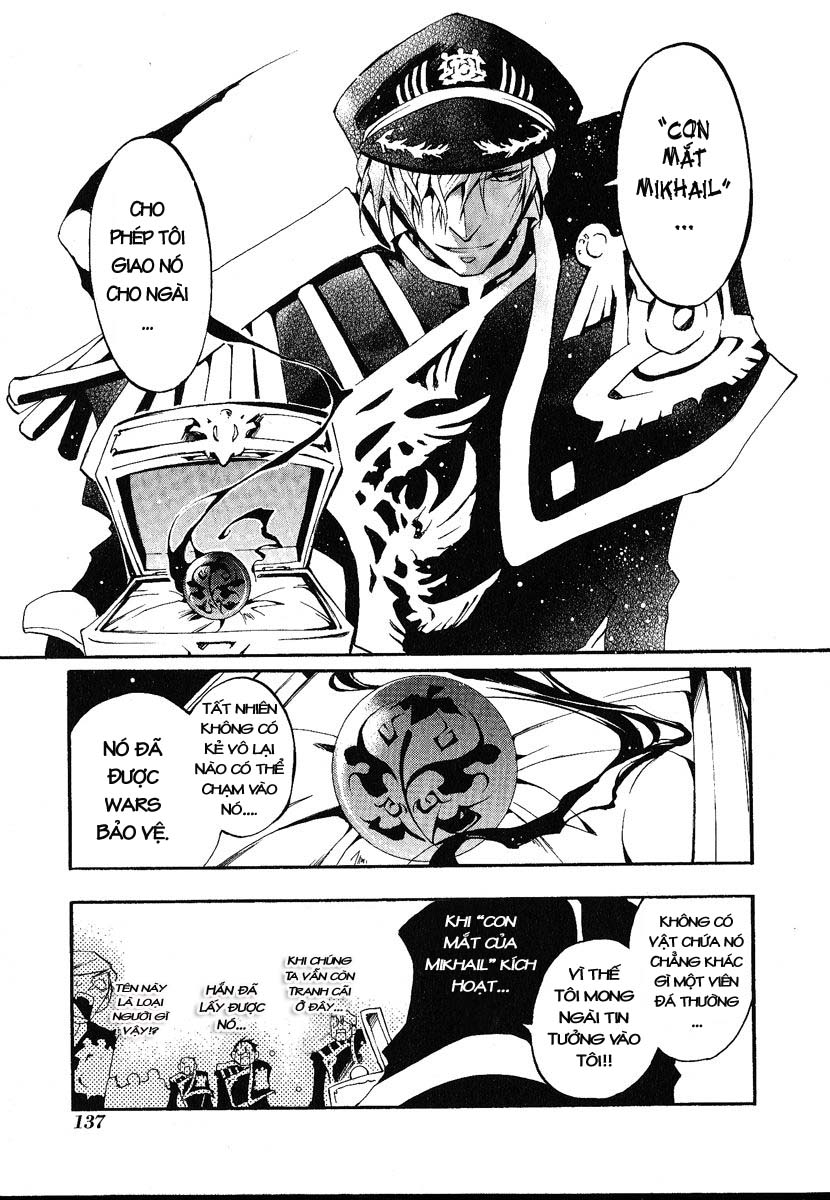 "CON
MẮT
MIKHAIL"
...
CHO
PHÉP TÔI
GIAO NÓ
CHO NGÀI
...
TẤT NHIÊN
KHÔNG CÓ
KẺ VÔ LẠI
NÀO CÓ THỂ
CHẠM VÀO
NÓ....
NÓ ĐÃ
ĐƯỢC
WARS
BẢO VỆ.
KHÔNG CÓ
VẬT CHỨA NÓ
CHẲNG KHÁC
GÌ MỘT VIÊN
ĐÁ THƯỜNG
...
VÌ THẾ
TÔI MONG
NGÀI TIN
TƯỞNG VÀO
TÔI!!
KHI "CON
MẮT CỦA
MIKHAIL" KÍCH
HOẠT...
KHI CHÚNG
TA VẪN CÒN
TRANH CÃI
Ở ĐÂY...
HẮN ĐÃ
LẤY ĐƯỢC
NÓ...
TÊN NÀY
LÀ LOẠI
NGƯỜI GÌ
VẬY!?
137